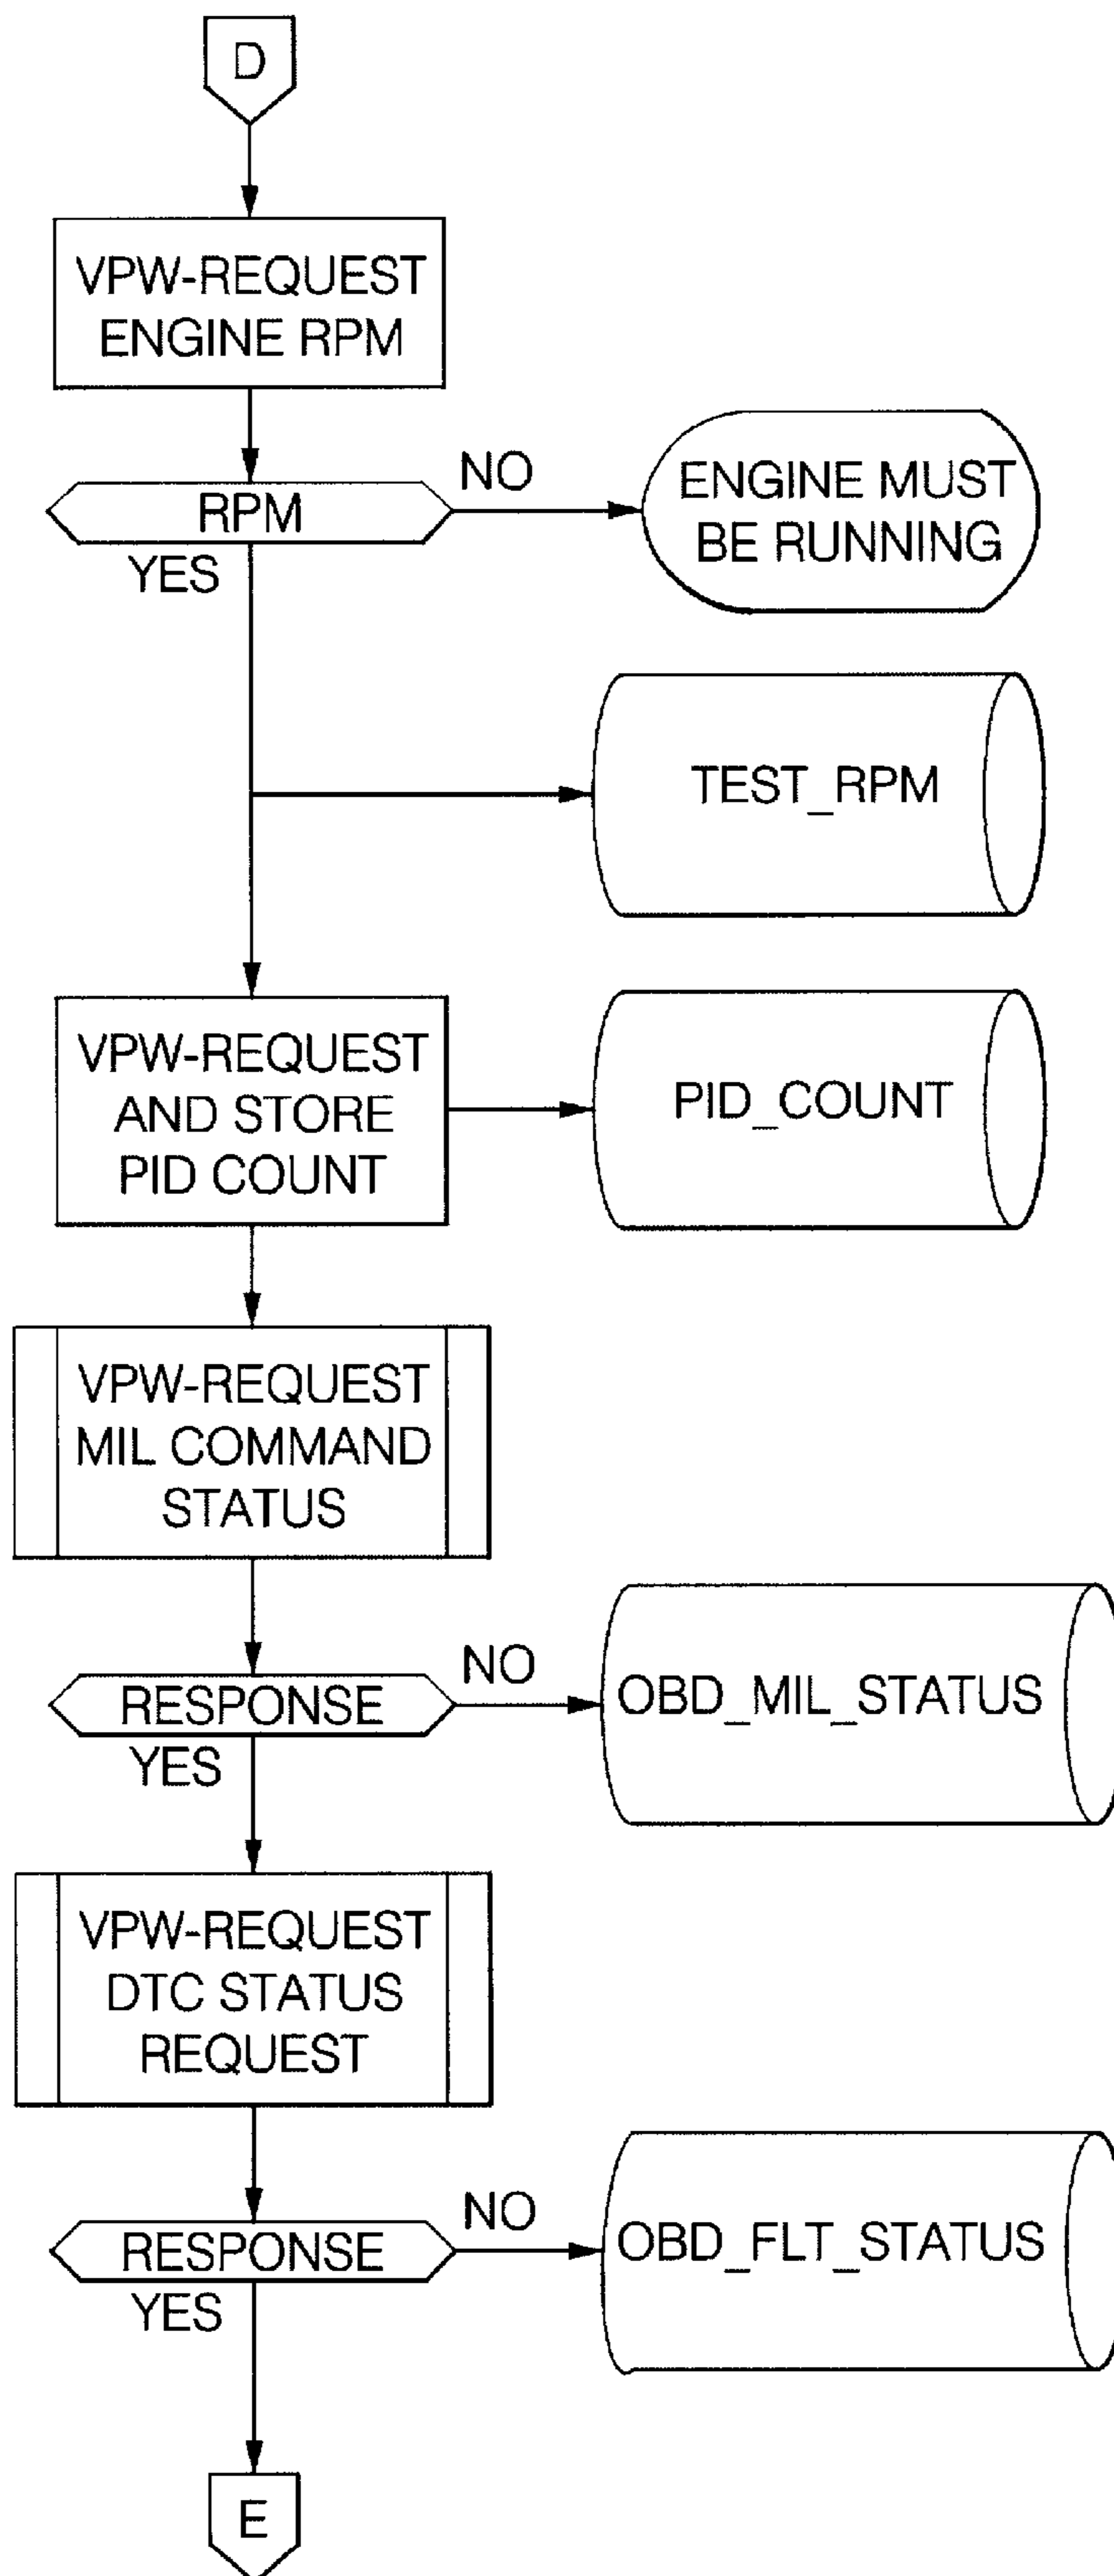 D
VPW-REQUEST
ENGINE RPM
RPM
NO
YES
ENGINE MUST
BE RUNNING
TEST_RPM
VPW-REQUEST
AND STORE
PID COUNT
PID_COUNT
VPW-REQUEST
MIL COMMAND
STATUS
RESPONSE
NO
YES
OBD_MIL_STATUS
VPW-REQUEST
DTC STATUS
REQUEST
RESPONSE
NO
YES
OBD_FLT_STATUS
E